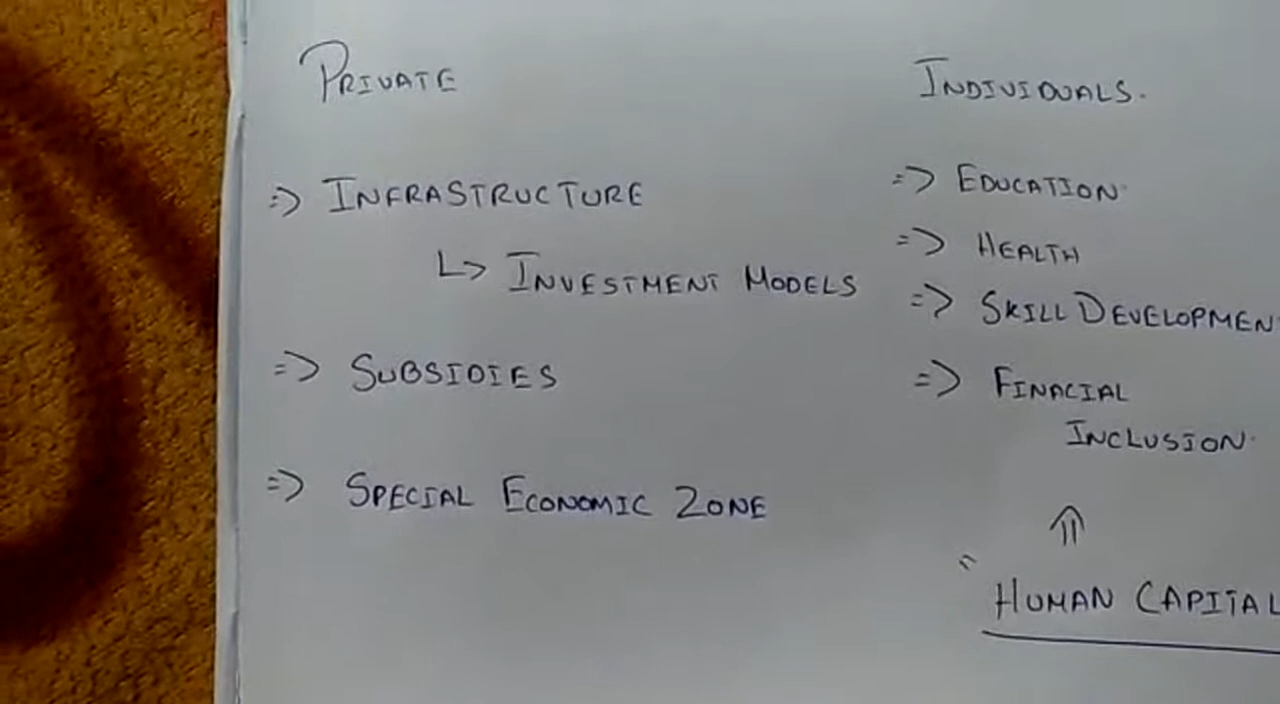 PRIVATE
=> INFRASTRUCTURE
↳ INVESTMENT MODELS
=> SUBSIDIES
=> SPECIAL ECONOMIC ZONE
INDIVIDUALS.
=> EDUCATION
=> HEALTH
=> SKILL DEVELOPMEN
=> FINACIAL
INCLUSION
⇑
" HUMAN CAPITAL